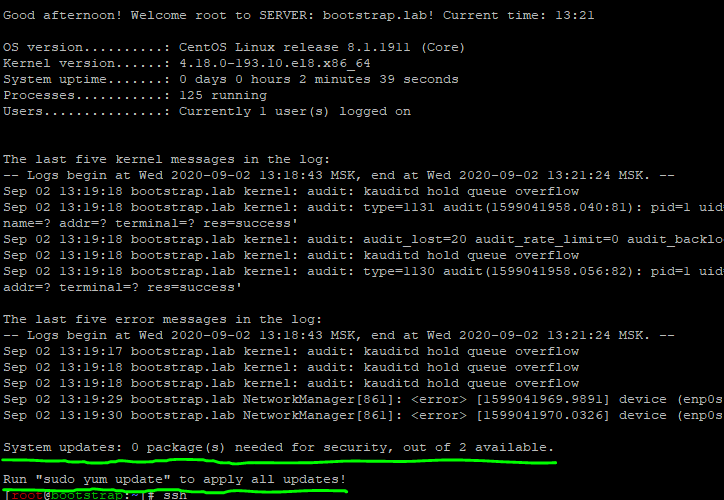 Good afternoon! Welcome root to SERVER: bootstrap.lab! Current time: 13:21
OS version..........: CentOS Linux release 8.1.1911 (Core)
Kernel version......: 4.18.0-193.10.el8.x86_64
System uptime.......: 0 days 0 hours 2 minutes 39 seconds
Processes...........: 125 running
Users...............: Currently 1 user(s) logged on
The last five kernel messages in the log:
-- Logs begin at Wed 2020-09-02 13:18:43 MSK, end at Wed 2020-09-02 13:21:24 MSK. --
Sep 02 13:19:18 bootstrap.lab kernel: audit: kauditd hold queue overflow
Sep 02 13:19:18 bootstrap.lab kernel: audit: type=1131 audit(1599041958.040:81): pid=1 uid
name=? addr=? terminal=? res=success'
Sep 02 13:19:18 bootstrap.lab kernel: audit: audit_lost=20 audit_rate_limit=0 audit_backlo
Sep 02 13:19:18 bootstrap.lab kernel: audit: kauditd hold queue overflow
Sep 02 13:19:18 bootstrap.lab kernel: audit: type=1130 audit(1599041958.056:82): pid=1 uid
addr=? terminal=? res=success'
The last five error messages in the log:
-- Logs begin at Wed 2020-09-02 13:18:43 MSK, end at Wed 2020-09-02 13:21:24 MSK. --
Sep 02 13:19:17 bootstrap.lab kernel: audit: kauditd hold queue overflow
Sep 02 13:19:18 bootstrap.lab kernel: audit: kauditd hold queue overflow
Sep 02 13:19:18 bootstrap.lab kernel: audit: kauditd hold queue overflow
Sep 02 13:19:29 bootstrap.lab NetworkManager[861]: <error> [1599041969.9891] device (enp0s
Sep 02 13:19:30 bootstrap.lab NetworkManager[861]: <error> [1599041970.0326] device (enp0s
System updates: 0 package(s) needed for security, out of 2 available.
Run "sudo yum update" to apply all updates!
[root@bootstrap:~]# ssh